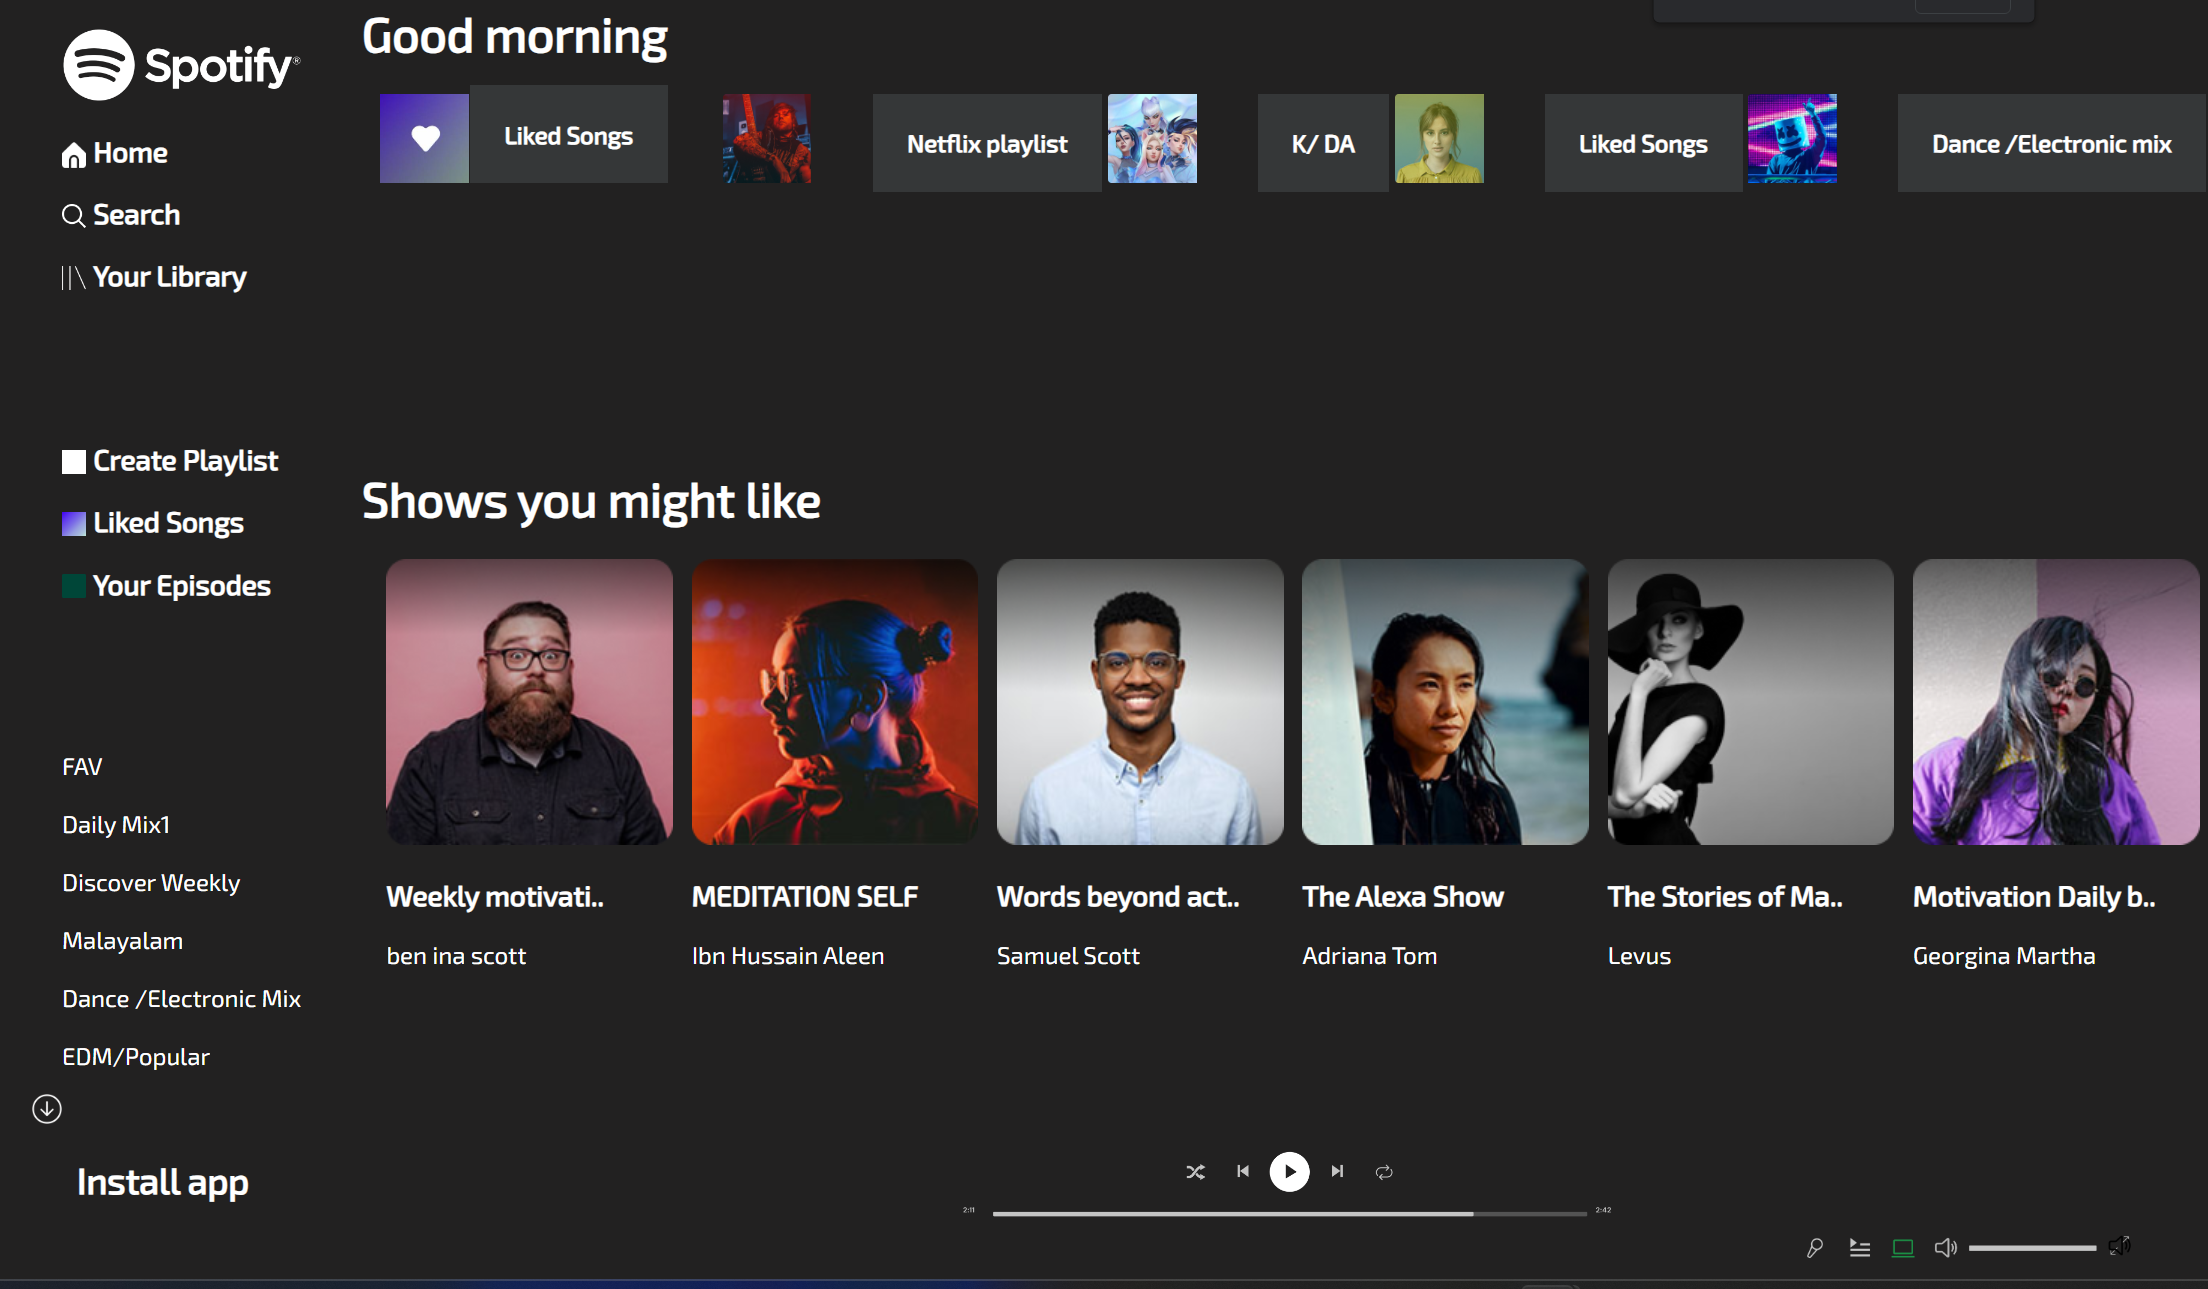 Spotify®
Home
Search
Your Library
Create Playlist
Liked Songs
Your Episodes
FAV
Daily Mix1
Discover Weekly
Malayalam
Dance /Electronic Mix
EDM/Popular
Install app
Good morning
Liked Songs
Netflix playlist
K/ DA
Liked Songs
Dance /Electronic mix
Shows you might like
Weekly motivati..
ben ina scott
MEDITATION SELF
Ibn Hussain Aleen
Words beyond act..
Samuel Scott
The Alexa Show
Adriana Tom
The Stories of Ma..
Levus
Motivation Daily b..
Georgina Martha
2:11
2:42